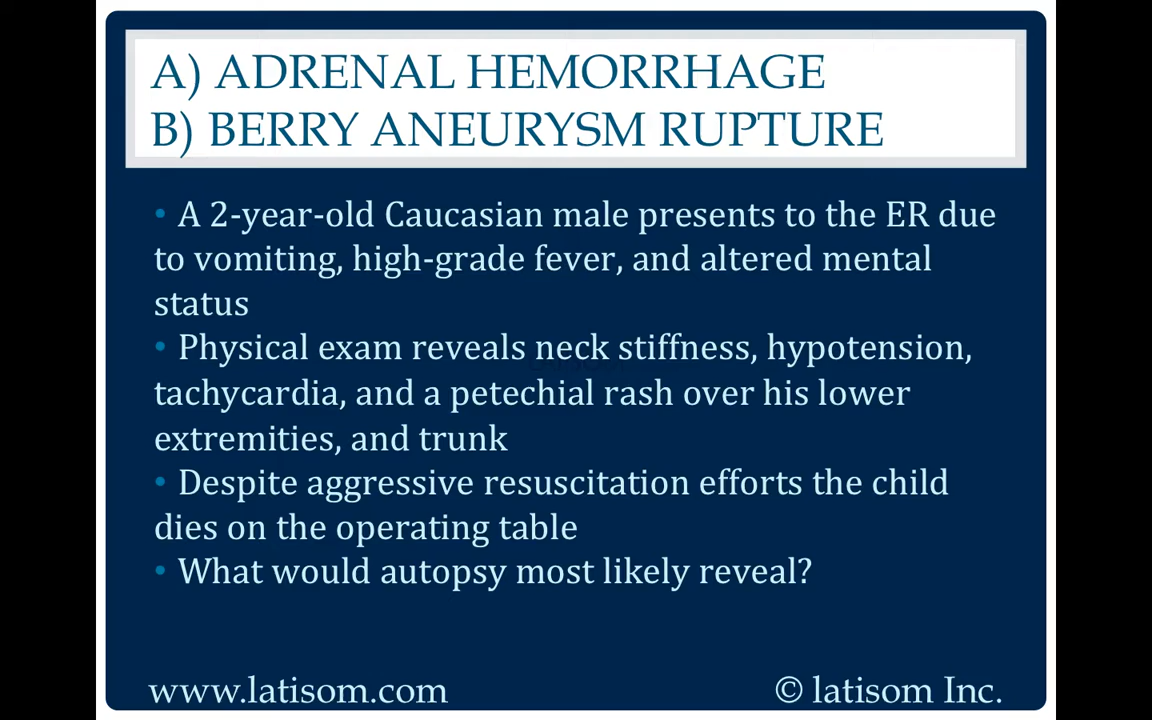 A) ADRENAL HEMORRHAGE
B) BERRY ANEURYSM RUPTURE
• A 2-year-old Caucasian male presents to the ER due
to vomiting, high-grade fever, and altered mental
status
• Physical exam reveals neck stiffness, hypotension,
tachycardia, and a petechial rash over his lower
extremities, and trunk
• Despite aggressive resuscitation efforts the child
dies on the operating table
• What would autopsy most likely reveal?
www.latisom.com © latisom Inc.